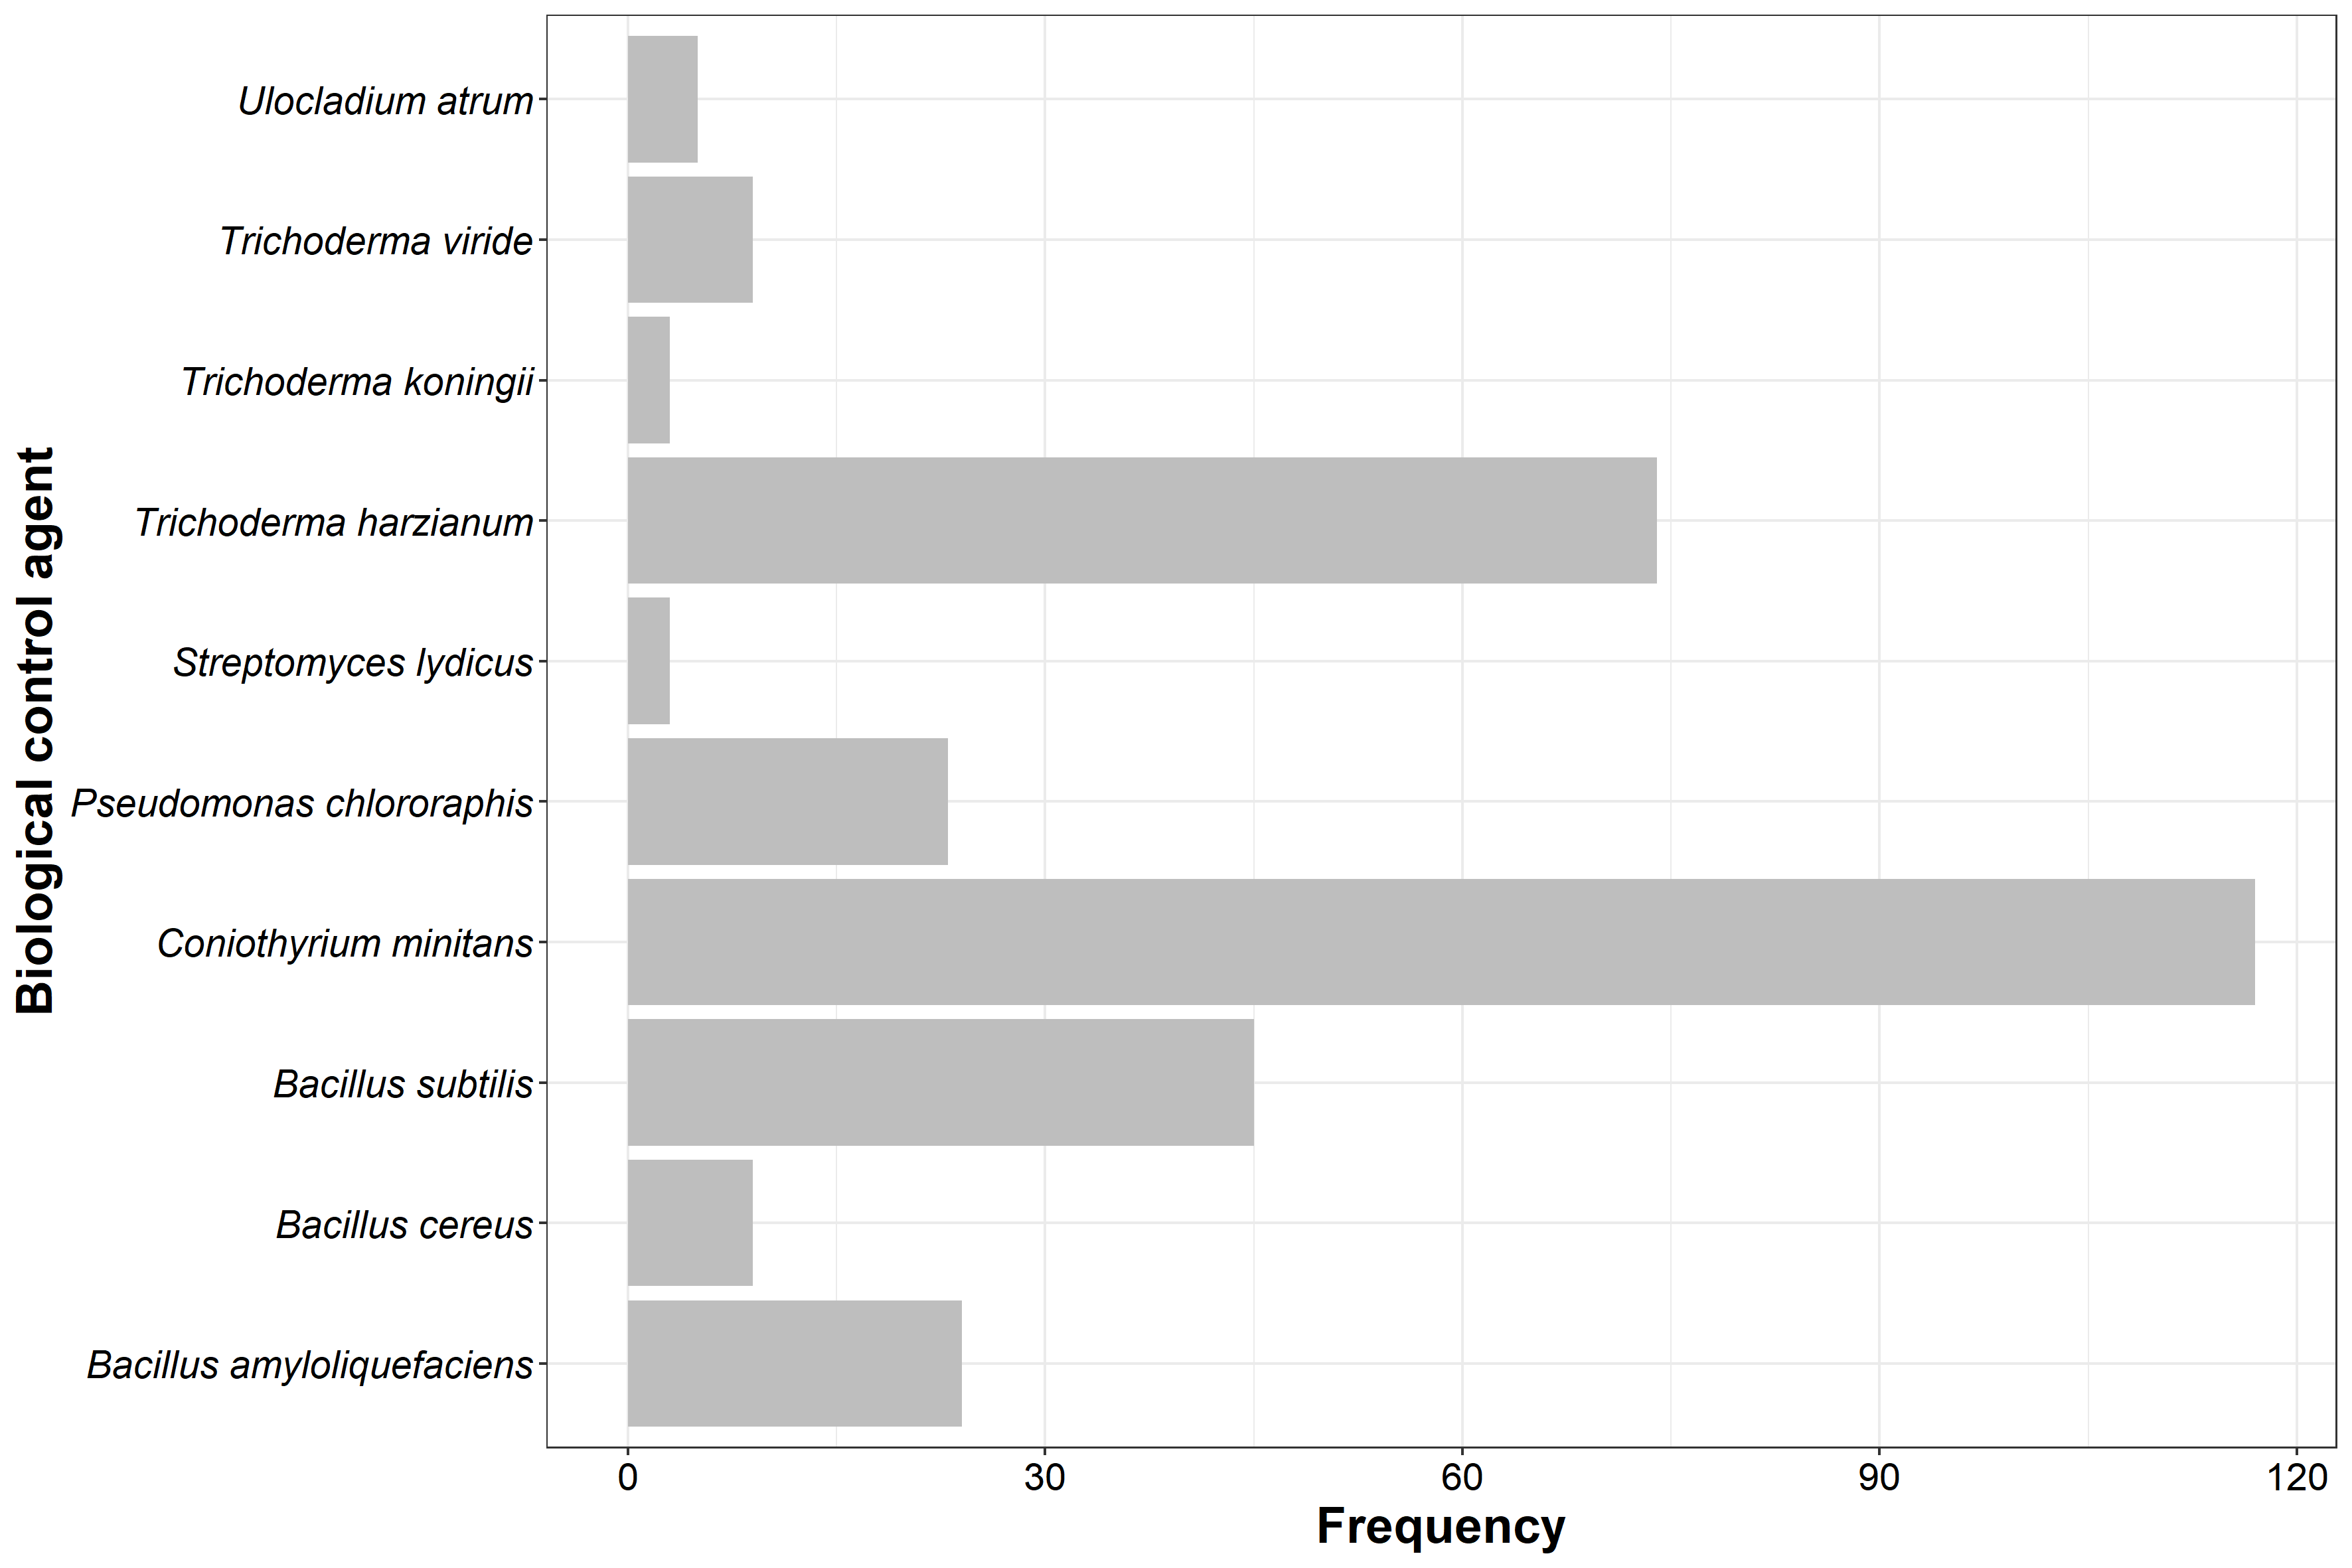 Biological control agent
Ulocladium atrum
Trichoderma viride
Trichoderma koningii
Trichoderma harzianum
Streptomyces lydicus
Pseudomonas chlororaphis
Coniothyrium minitans
Bacillus subtilis
Bacillus cereus
Bacillus amyloliquefaciens
0 30 60 90 120
Frequency